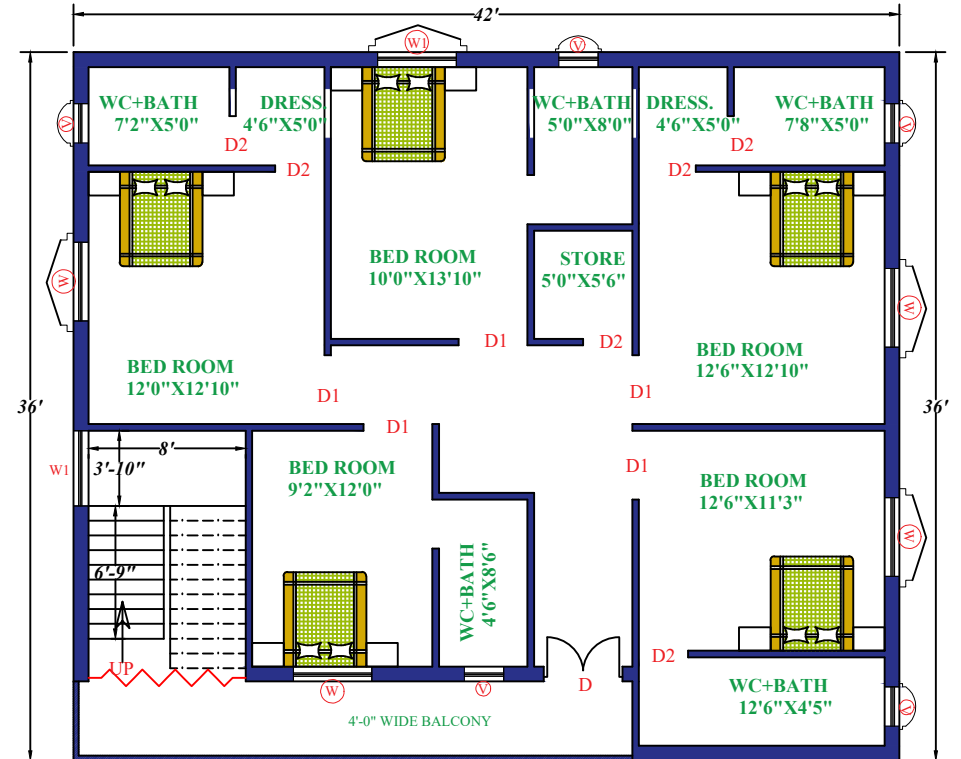 42'
W1
V
WC+BATH
7'2"X5'0"
DRESS.
4'6"X5'0"
WC+BATH
5'0"X8'0"
DRESS.
4'6"X5'0"
WC+BATH
7'8"X5'0"
V
V
D2
D2
D2
D2
BED ROOM
10'0"X13'10"
STORE
5'0"X5'6"
W
W
D1
D2
BED ROOM
12'0"X12'10"
BED ROOM
12'6"X12'10"
D1
D1
36'
36'
D1
8'
W1
3'-10"
BED ROOM
9'2"X12'0"
D1
BED ROOM
12'6"X11'3"
W
6'-9"
WC+BATH
4'6"X8'6"
UP
D2
W
V
D
WC+BATH
12'6"X4'5"
V
4'-0" WIDE BALCONY